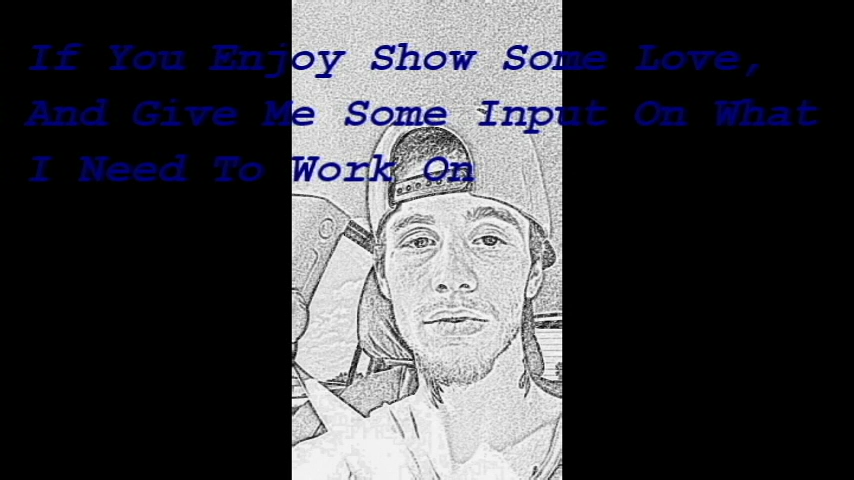 If You Enjoy Show Some Love,
And Give Me Some Input On What
I Need To Work On